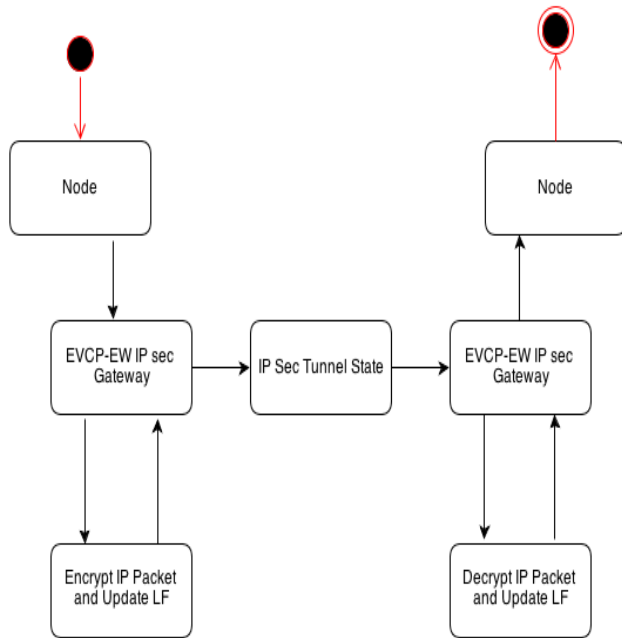 Node
Node
EVCP-EW IP sec
Gateway
IP Sec Tunnel State
EVCP-EW IP sec
Gateway
Encrypt IP Packet
and Update LF
Decrypt IP Packet
and Update LF